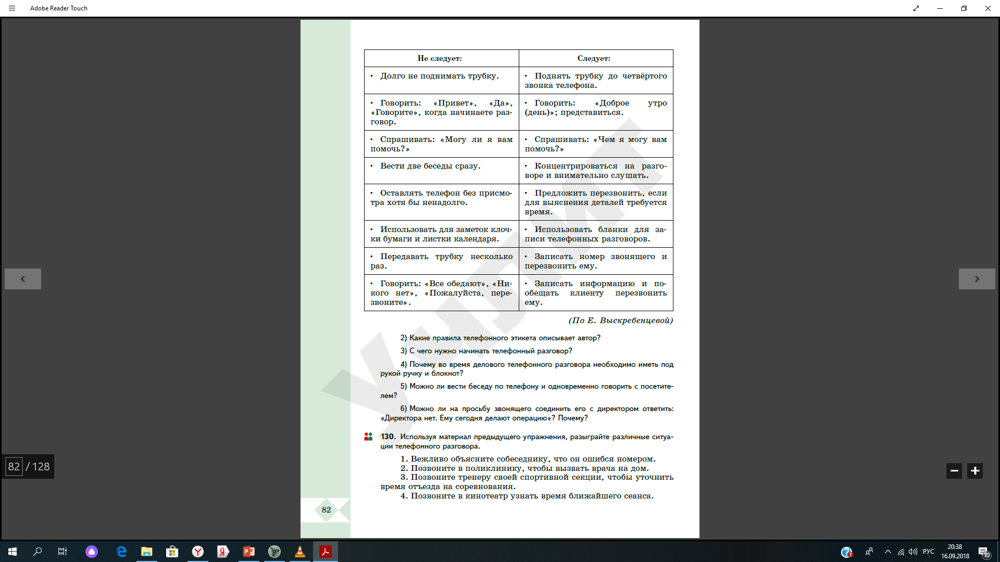 Adobe Reader Touch
Не следует:
Следует:
• Долго не поднимать трубку.
• Поднять трубку до четвёртого
звонка телефона.
• Говорить: «Привет», «Да»,
«Говорите», когда начинаете раз-
говор.
• Говорить: «Доброе утро
(день)»; представиться.
• Спрашивать: «Могу ли я вам
помочь?»
• Спрашивать: «Чем я могу вам
помочь?»
• Вести две беседы сразу.
• Концентрироваться на разго-
воре и внимательно слушать.
• Оставлять телефон без присмо-
тра хотя бы ненадолго.
• Предложить перезвонить, если
для выяснения деталей требуется
время.
• Использовать для заметок клоч-
ки бумаги и листки календаря.
• Использовать бланки для за-
писи телефонных разговоров.
• Передавать трубку несколько
раз.
• Записать номер звонящего и
перезвонить ему.
• Говорить: «Все обедают», «Ни-
кого нет», «Пожалуйста, пере-
звоните».
• Записать информацию и по-
обещать клиенту перезвонить
ему.
(По Е. Выскребенцевой)
2) Какие правила телефонного этикета описывает автор?
3) С чего нужно начинать телефонный разговор?
4) Почему во время делового телефонного разговора необходимо иметь под
рукой ручку и блокнот?
5) Можно ли вести беседу по телефону и одновременно говорить с посетите-
лем?
6) Можно ли на просьбу звонящего соединить его с директором ответить:
«Директора нет. Ему сегодня делают операцию»? Почему?
130. Используя материал предыдущего упражнения, разыграйте различные ситуа-
ции телефонного разговора.
1. Вежливо объясните собеседнику, что он ошибся номером.
2. Позвоните в поликлинику, чтобы вызвать врача на дом.
3. Позвоните тренеру своей спортивной секции, чтобы уточнить
время отъезда на соревнования.
4. Позвоните в кинотеатр узнать время ближайшего сеанса.
82
Учлит
82 / 128
РУС
20:38
16.09.2018
10